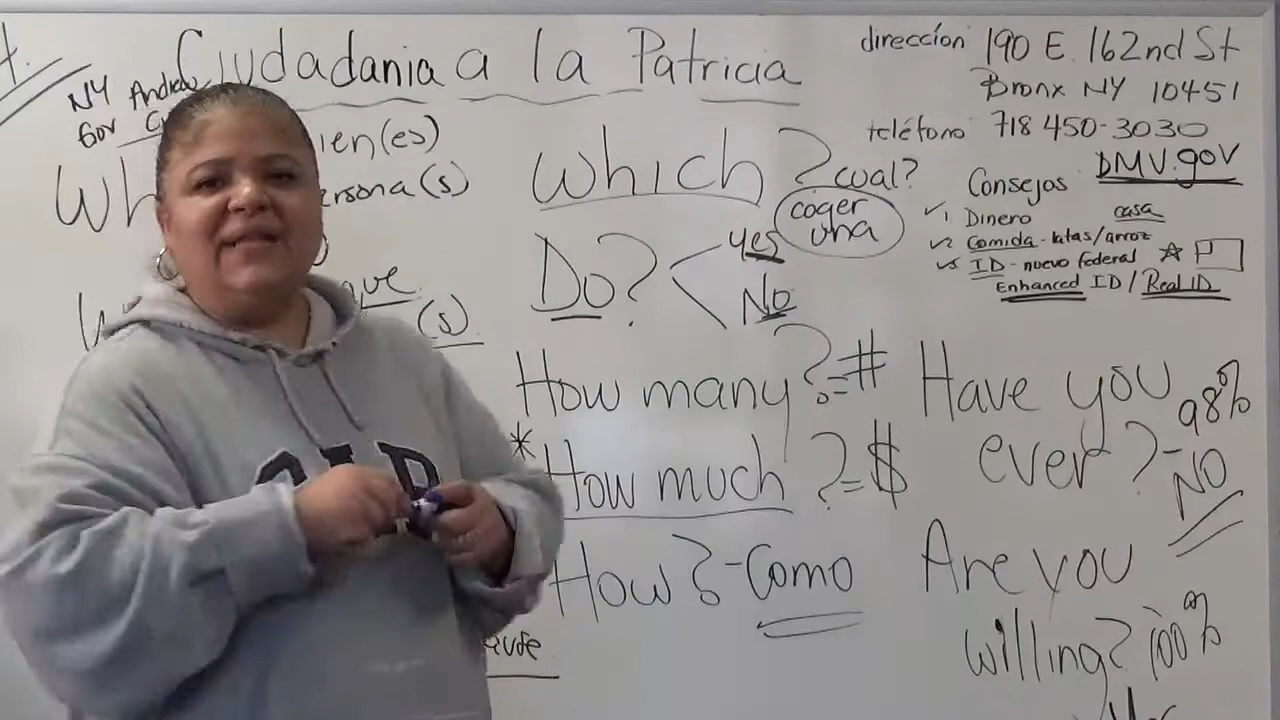 Ciudadania a la Patricia
NY Andrew
Gov
ien(es)
ersona(s)
que
(s)
Which? cual?
coger
una
Do? yes
No
How many? = #
* How much? = $
How? - Como
dirección 190 E. 162nd St
Bronx NY 10451
teléfono 718 450-3030
DMV.gov
Consejos
✓1 Dinero casa
✓2 Comida - latas/arroz
✓3 ID - nuevo federal
Enhanced ID / Real ID
Have you
ever? - 98%
NO
Are you
willing? 100%